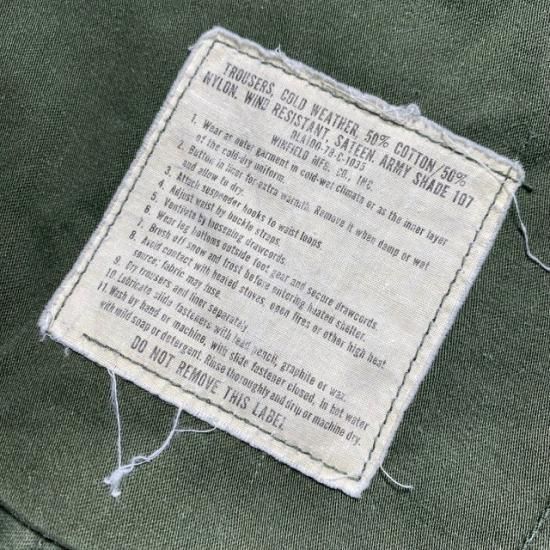 TROUSERS, COLD WEATHER, 50% COTTON/50%
NYLON, WIND RESISTANT, SATEEN, ARMY SHADE 107
DLA100-78-C-1035
WINFIELD MFG. CO., INC.
1. Wear as outer garment in cold-wet climate or as the inner layer
of the cold-dry uniform.
2. Button in liner for extra warmth. Remove it when damp or wet
and allow to dry.
3. Attach suspender hooks to waist loops.
4. Adjust waist by buckle straps.
5. Ventilate by loosening drawcords.
6. Wear leg bottoms outside foot gear and secure drawcords.
7. Brush off snow and frost before entering heated shelter.
8. Avoid contact with heated stoves, open fires or other high heat
source; fabric may fuse.
9. Dry trousers and liner separately.
10. Lubricate slide fasteners with lead pencil, graphite or wax.
11. Wash by hand or machine, with slide fastener closed, in hot water
with mild soap or detergent. Rinse thoroughly and drip or machine dry.
DO NOT REMOVE THIS LABEL